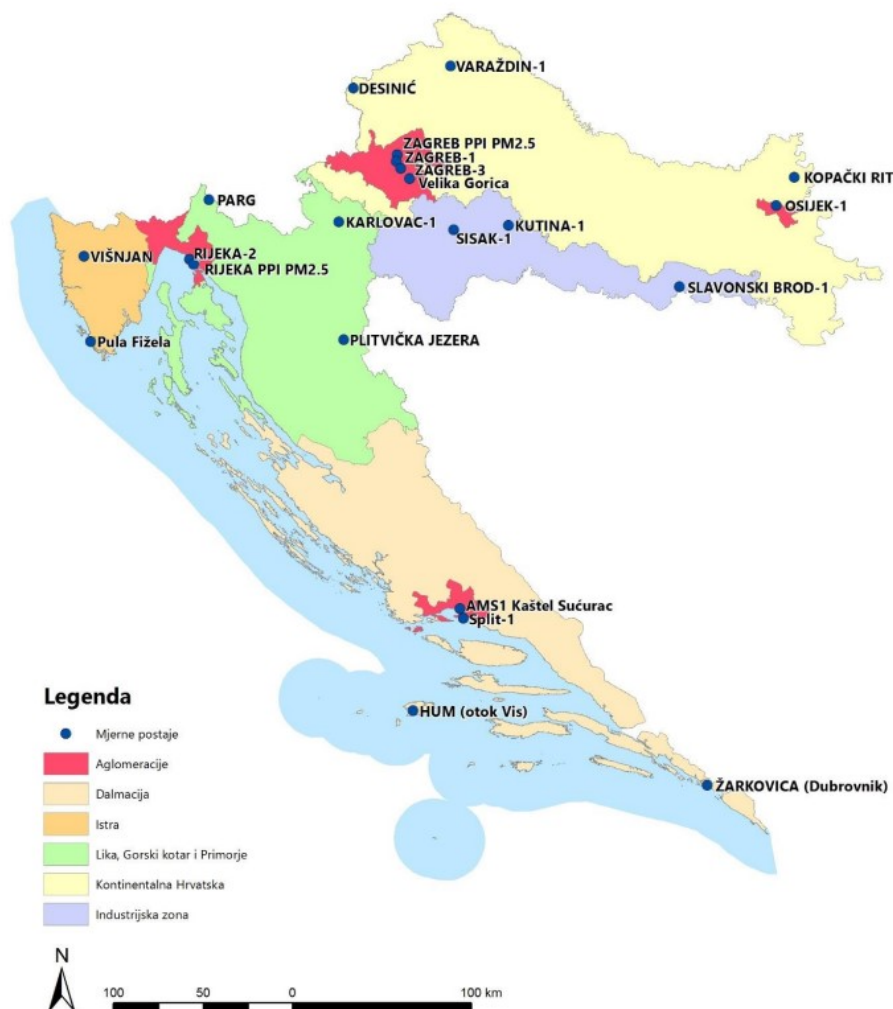 VARAŽDIN-1
DESINIĆ
ZAGREB PPI PM2.5
ZAGREB-1
ZAGREB-3
Velika Gorica
KOPAČKI RIT
OSIJEK-1
PARG
KARLOVAC-1
KUTINA-1
SISAK-1
VIŠNJAN
RIJEKA-2
RIJEKA PPI PM2.5
SLAVONSKI BROD-1
Pula Fižela
PLITVIČKA JEZERA
AMS1 Kaštel Sućurac
Split-1
HUM (otok Vis)
ŽARKOVICA (Dubrovnik)
Legenda
Mjerne postaje
Aglomeracije
Dalmacija
Istra
Lika, Gorski kotar i Primorje
Kontinentalna Hrvatska
Industrijska zona
N
100 50 0 100 km